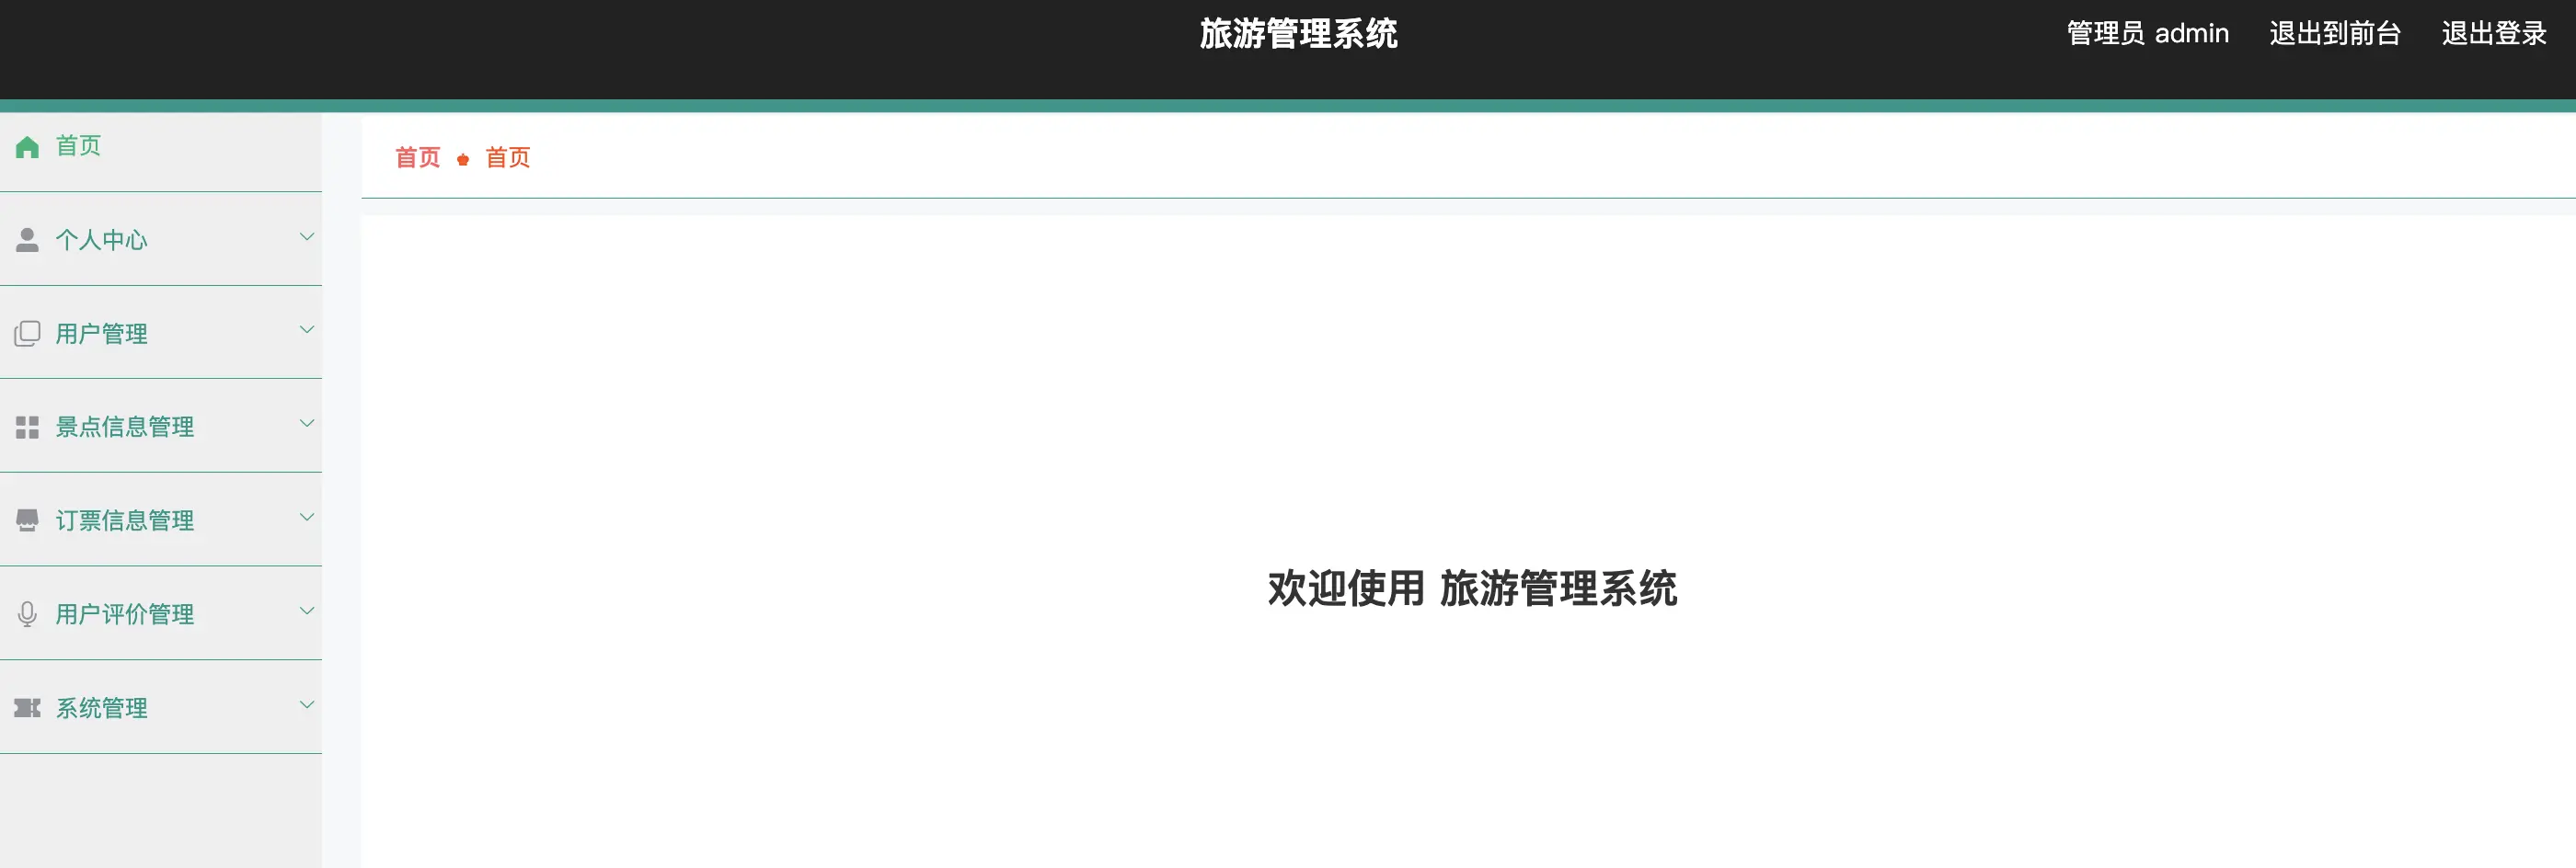 旅游管理系统
管理员 admin 退出到前台 退出登录
首页
个人中心
用户管理
景点信息管理
订票信息管理
用户评价管理
系统管理
首页 首页
欢迎使用 旅游管理系统